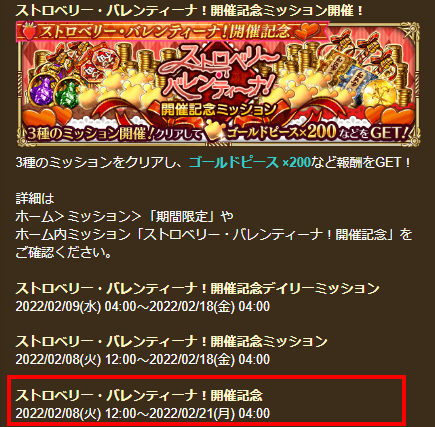 ストロベリー・バレンティーナ！開催記念ミッション開催！
ストロベリー・バレンティーナ！開催記念
ストロベリー・
バレンティーナ！
開催記念ミッション
3種のミッション開催！クリアしてゴールドピース×200などをGET！
3種のミッションをクリアし、ゴールドピース ×200など報酬をGET！
詳細は
ホーム＞ミッション＞「期間限定」や
ホーム内ミッション「ストロベリー・バレンティーナ！開催記念」を
ご確認ください。
ストロベリー・バレンティーナ！開催記念デイリーミッション
2022/02/09(水) 04:00～2022/02/18(金) 04:00
ストロベリー・バレンティーナ！開催記念ミッション
2022/02/08(火) 12:00～2022/02/18(金) 04:00
ストロベリー・バレンティーナ！開催記念
2022/02/08(火) 12:00～2022/02/21(月) 04:00